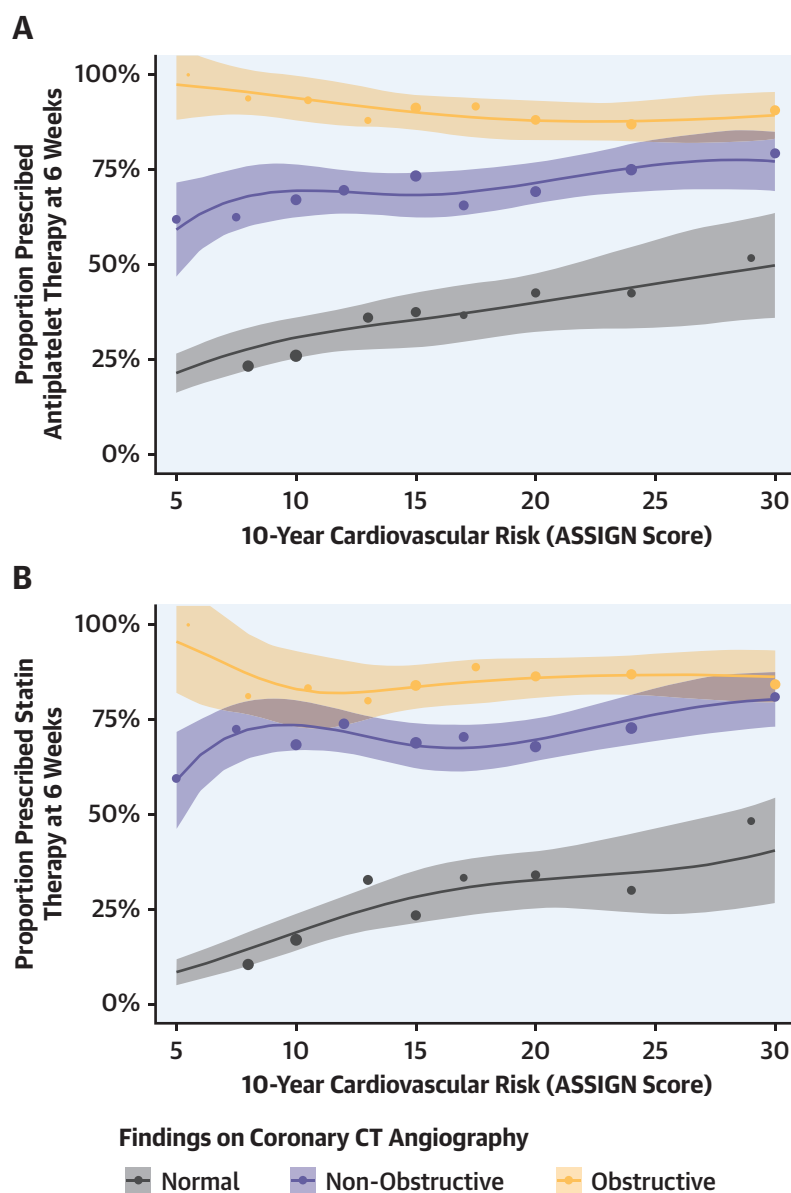 A
Proportion Prescribed
Antiplatelet Therapy at 6 Weeks
100%
75%
50%
25%
0%
5 10 15 20 25 30
10-Year Cardiovascular Risk (ASSIGN Score)
B
Proportion Prescribed Statin
Therapy at 6 Weeks
100%
75%
50%
25%
0%
5 10 15 20 25 30
10-Year Cardiovascular Risk (ASSIGN Score)
Findings on Coronary CT Angiography
Normal Non-Obstructive Obstructive